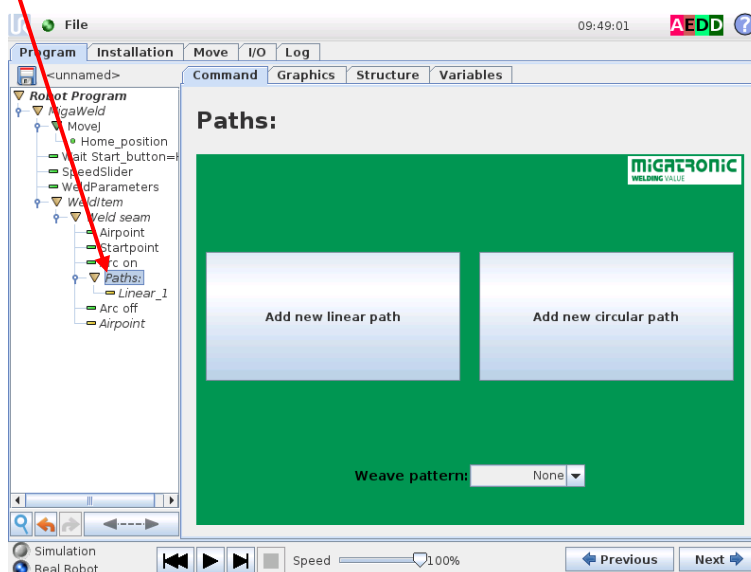 File
09:49:01
AEDD
?
Program Installation Move I/O Log
<unnamed>
Command Graphics Structure Variables
Robot Program
MigaWeld
MoveJ
Home_position
Wait Start_button=
SpeedSlider
WeldParameters
WeldItem
Weld seam
Airpoint
Startpoint
Arc on
Paths:
Linear_1
Arc off
Airpoint
Paths:
MIGATRONIC
WELDING VALUE
Add new linear path
Add new circular path
Weave pattern: None
Simulation
Real Robot
Speed 100%
Previous
Next